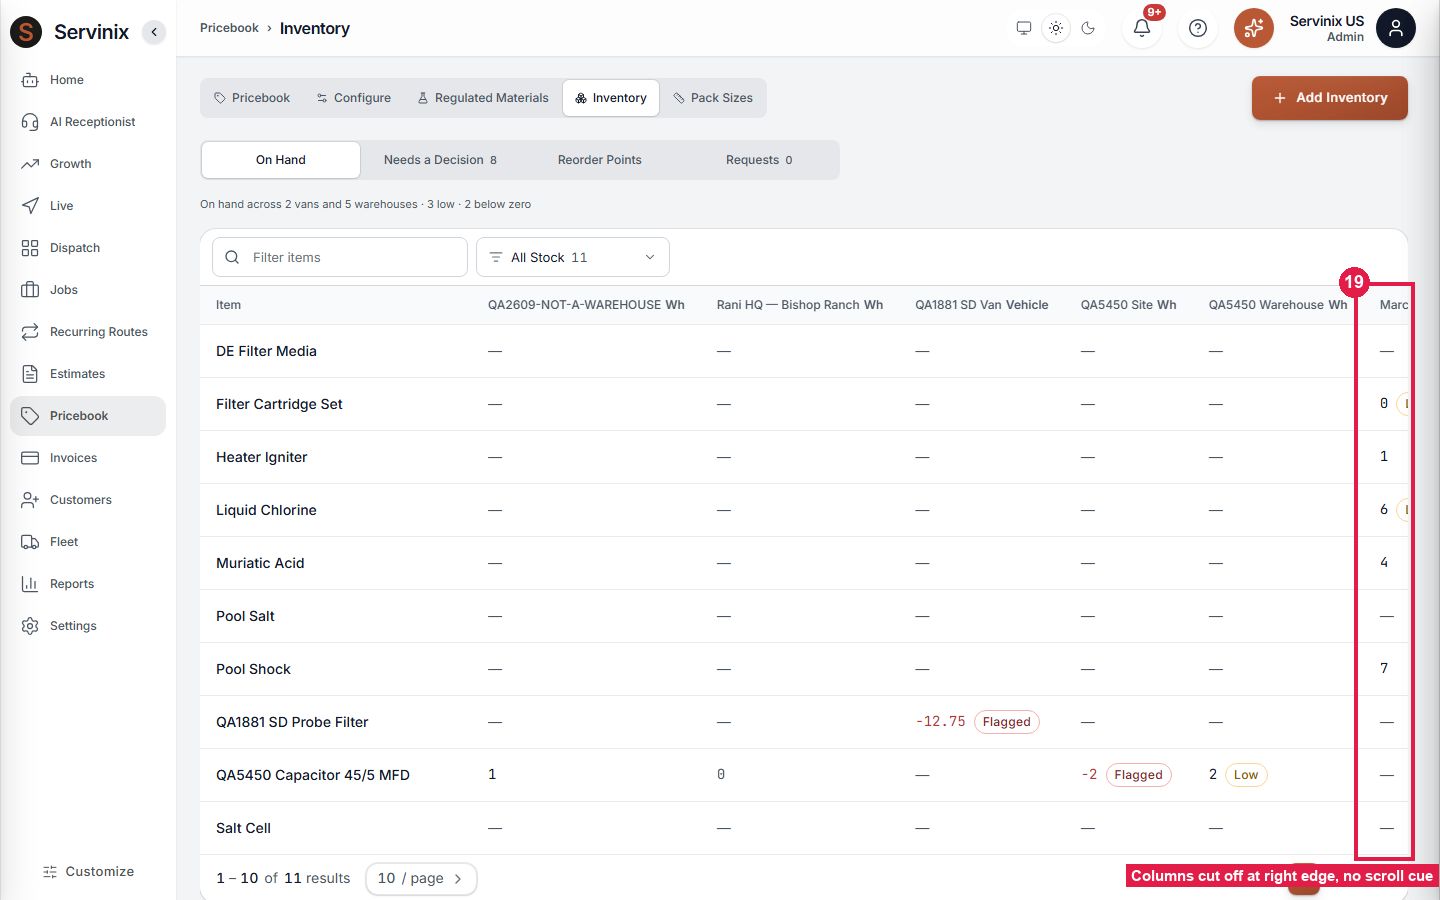 Servinix
Pricebook › Inventory
9+
Servinix US
Admin
Home
AI Receptionist
Growth
Live
Dispatch
Jobs
Recurring Routes
Estimates
Pricebook
Invoices
Customers
Fleet
Reports
Settings
Customize
Pricebook Configure Regulated Materials Inventory Pack Sizes
+ Add Inventory
On Hand Needs a Decision 8 Reorder Points Requests 0
On hand across 2 vans and 5 warehouses · 3 low · 2 below zero
Filter items All Stock 11
19
Item QA2609-NOT-A-WAREHOUSE Wh Rani HQ — Bishop Ranch Wh QA1881 SD Van Vehicle QA5450 Site Wh QA5450 Warehouse Wh Marc
DE Filter Media — — — — — —
Filter Cartridge Set — — — — — 0 L
Heater Igniter — — — — — 1
Liquid Chlorine — — — — — 6 L
Muriatic Acid — — — — — 4
Pool Salt — — — — — —
Pool Shock — — — — — 7
QA1881 SD Probe Filter — — -12.75 Flagged — — —
QA5450 Capacitor 45/5 MFD 1 0 — -2 Flagged 2 Low —
Salt Cell — — — — — —
1 – 10 of 11 results 10 / page
Columns cut off at right edge, no scroll cue